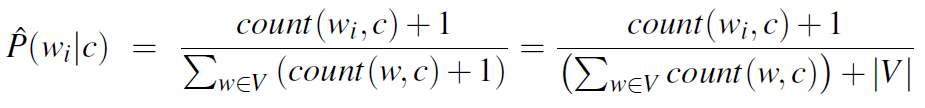 P̂(wᵢ|c) = (count(wᵢ,c)+1) / (∑_{w∈V} (count(w,c)+1)) = (count(wᵢ,c)+1) / ((∑_{w∈V} count(w,c)) + |V|)